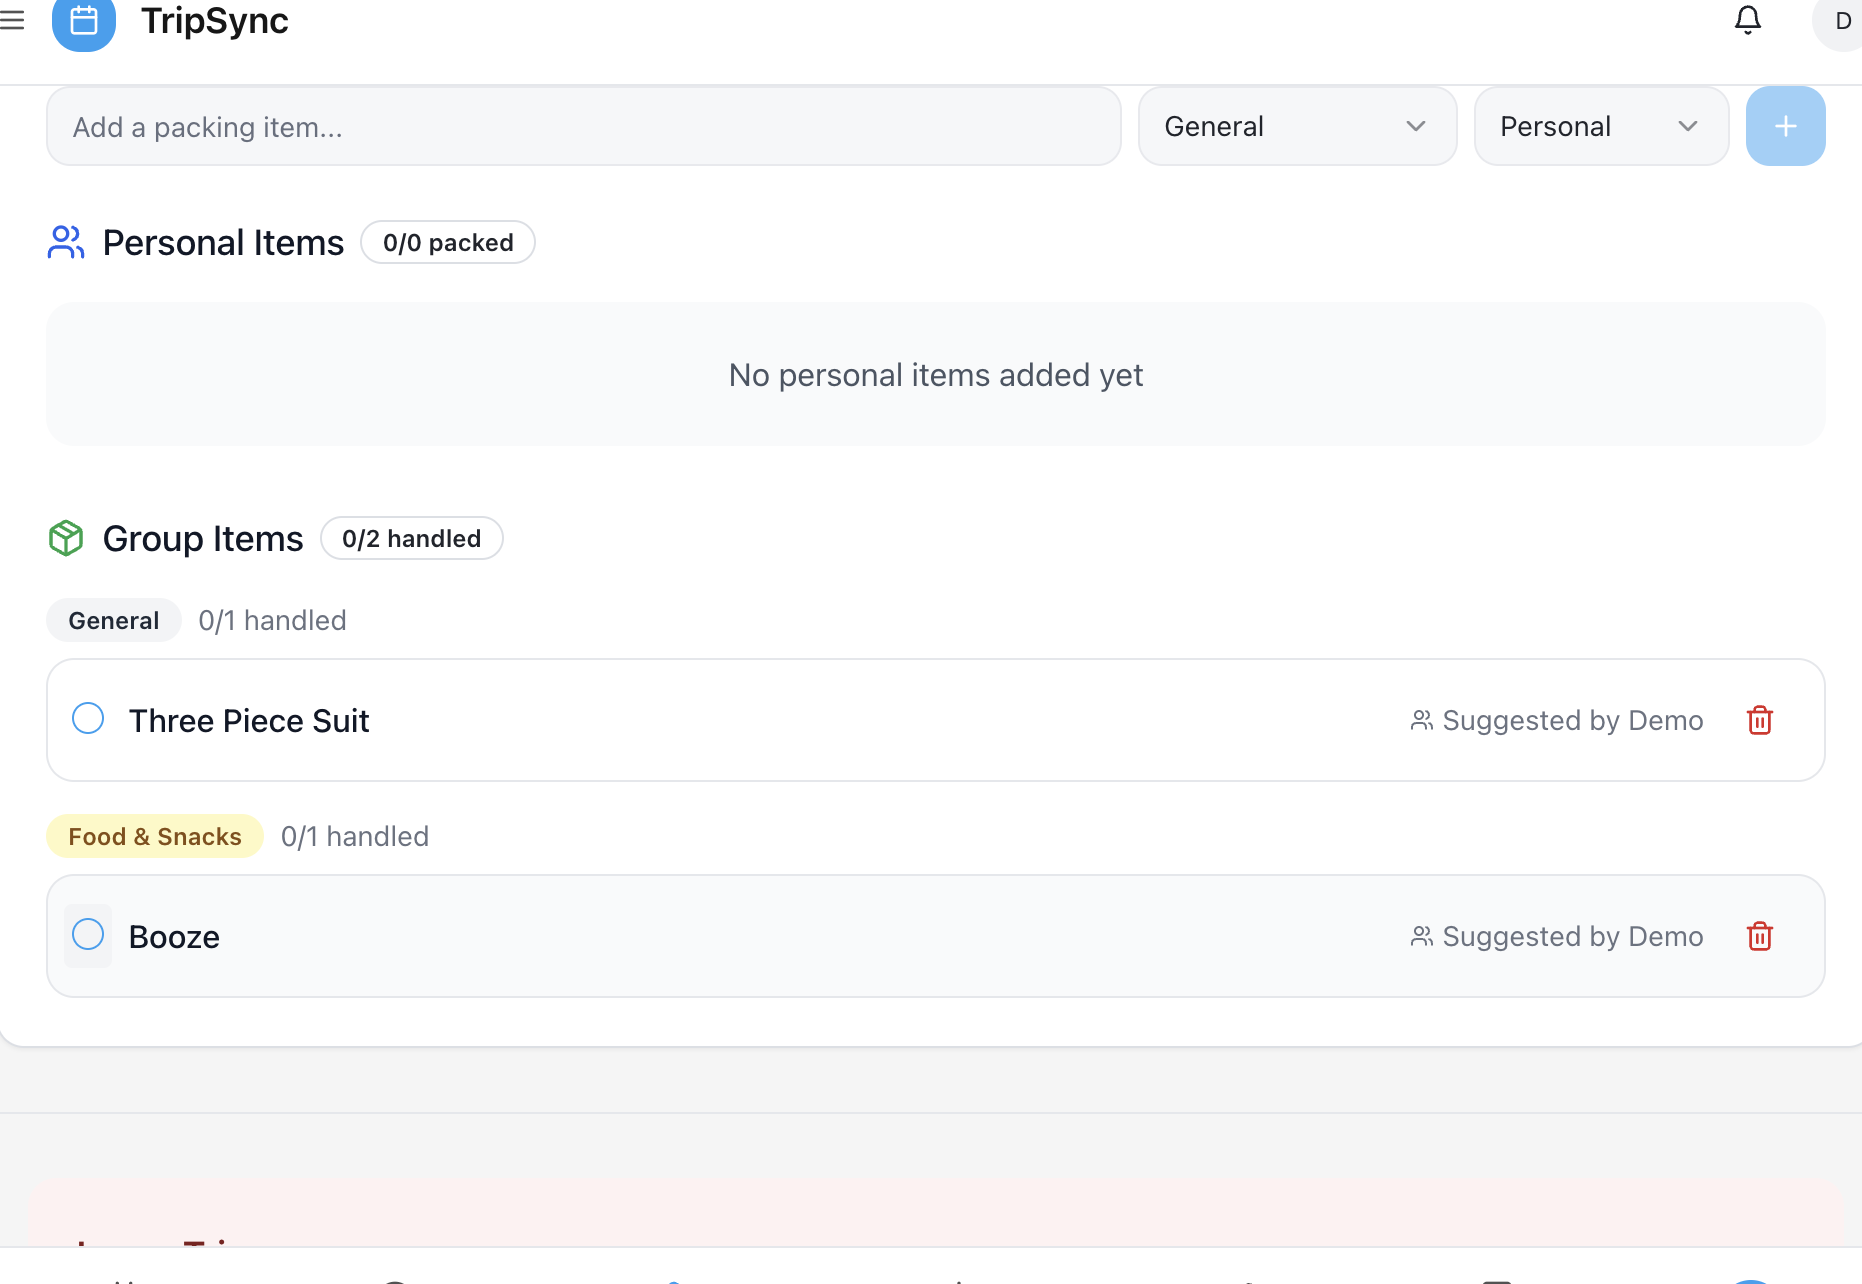 TripSync
D
Add a packing item...
General
Personal
Personal Items
0/0 packed
No personal items added yet
Group Items
0/2 handled
General
0/1 handled
Three Piece Suit
Suggested by Demo
Food & Snacks
0/1 handled
Booze
Suggested by Demo